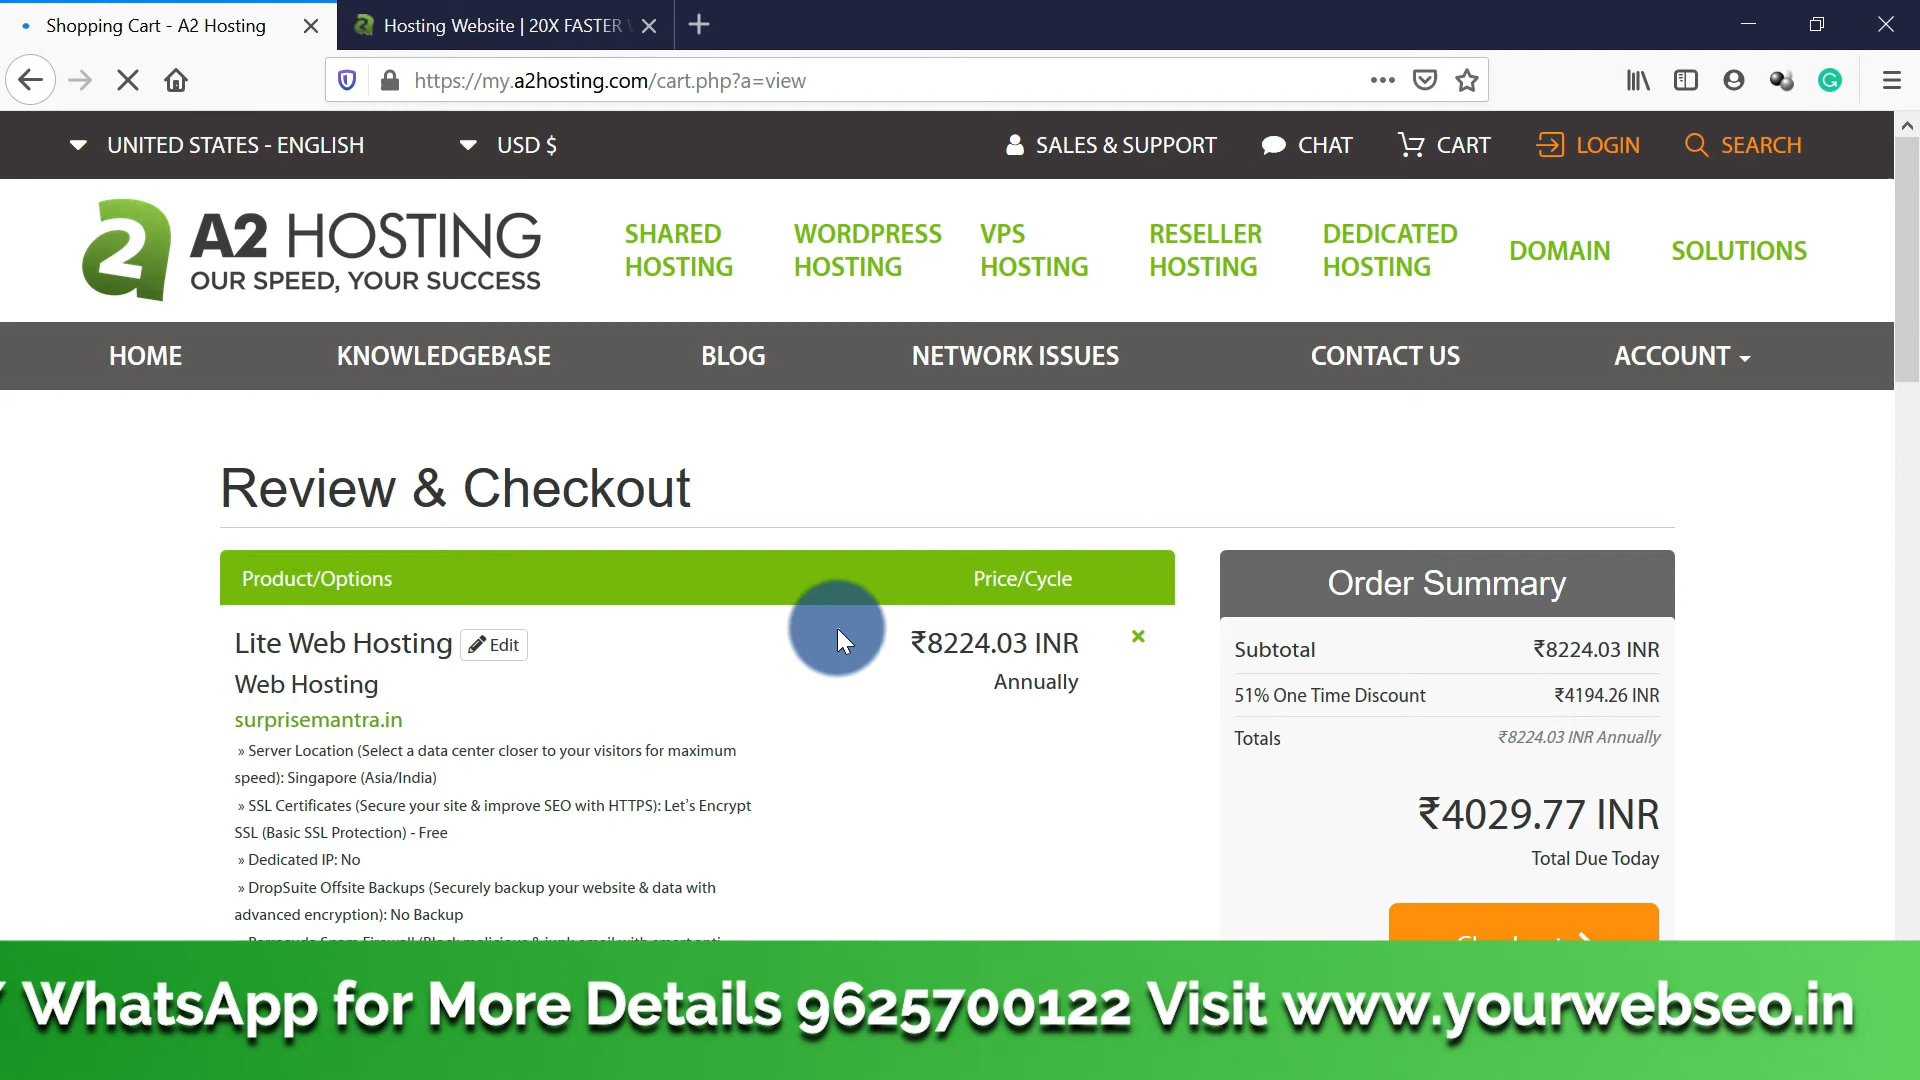 Shopping Cart - A2 Hosting
Hosting Website | 20X FASTER
https://my.a2hosting.com/cart.php?a=view
UNITED STATES - ENGLISH
USD $
SALES & SUPPORT
CHAT
CART
LOGIN
SEARCH
A2 HOSTING
OUR SPEED, YOUR SUCCESS
SHARED HOSTING
WORDPRESS HOSTING
VPS HOSTING
RESELLER HOSTING
DEDICATED HOSTING
DOMAIN
SOLUTIONS
HOME
KNOWLEDGEBASE
BLOG
NETWORK ISSUES
CONTACT US
ACCOUNT
Review & Checkout
Product/Options
Price/Cycle
Lite Web Hosting
Edit
₹8224.03 INR
Web Hosting
Annually
surprisemantra.in
» Server Location (Select a data center closer to your visitors for maximum
speed): Singapore (Asia/India)
» SSL Certificates (Secure your site & improve SEO with HTTPS): Let's Encrypt
SSL (Basic SSL Protection) - Free
» Dedicated IP: No
» DropSuite Offsite Backups (Securely backup your website & data with
advanced encryption): No Backup
Order Summary
Subtotal
₹8224.03 INR
51% One Time Discount
₹4194.26 INR
Totals
₹8224.03 INR Annually
₹4029.77 INR
Total Due Today
WhatsApp for More Details 9625700122 Visit www.yourwebseo.in